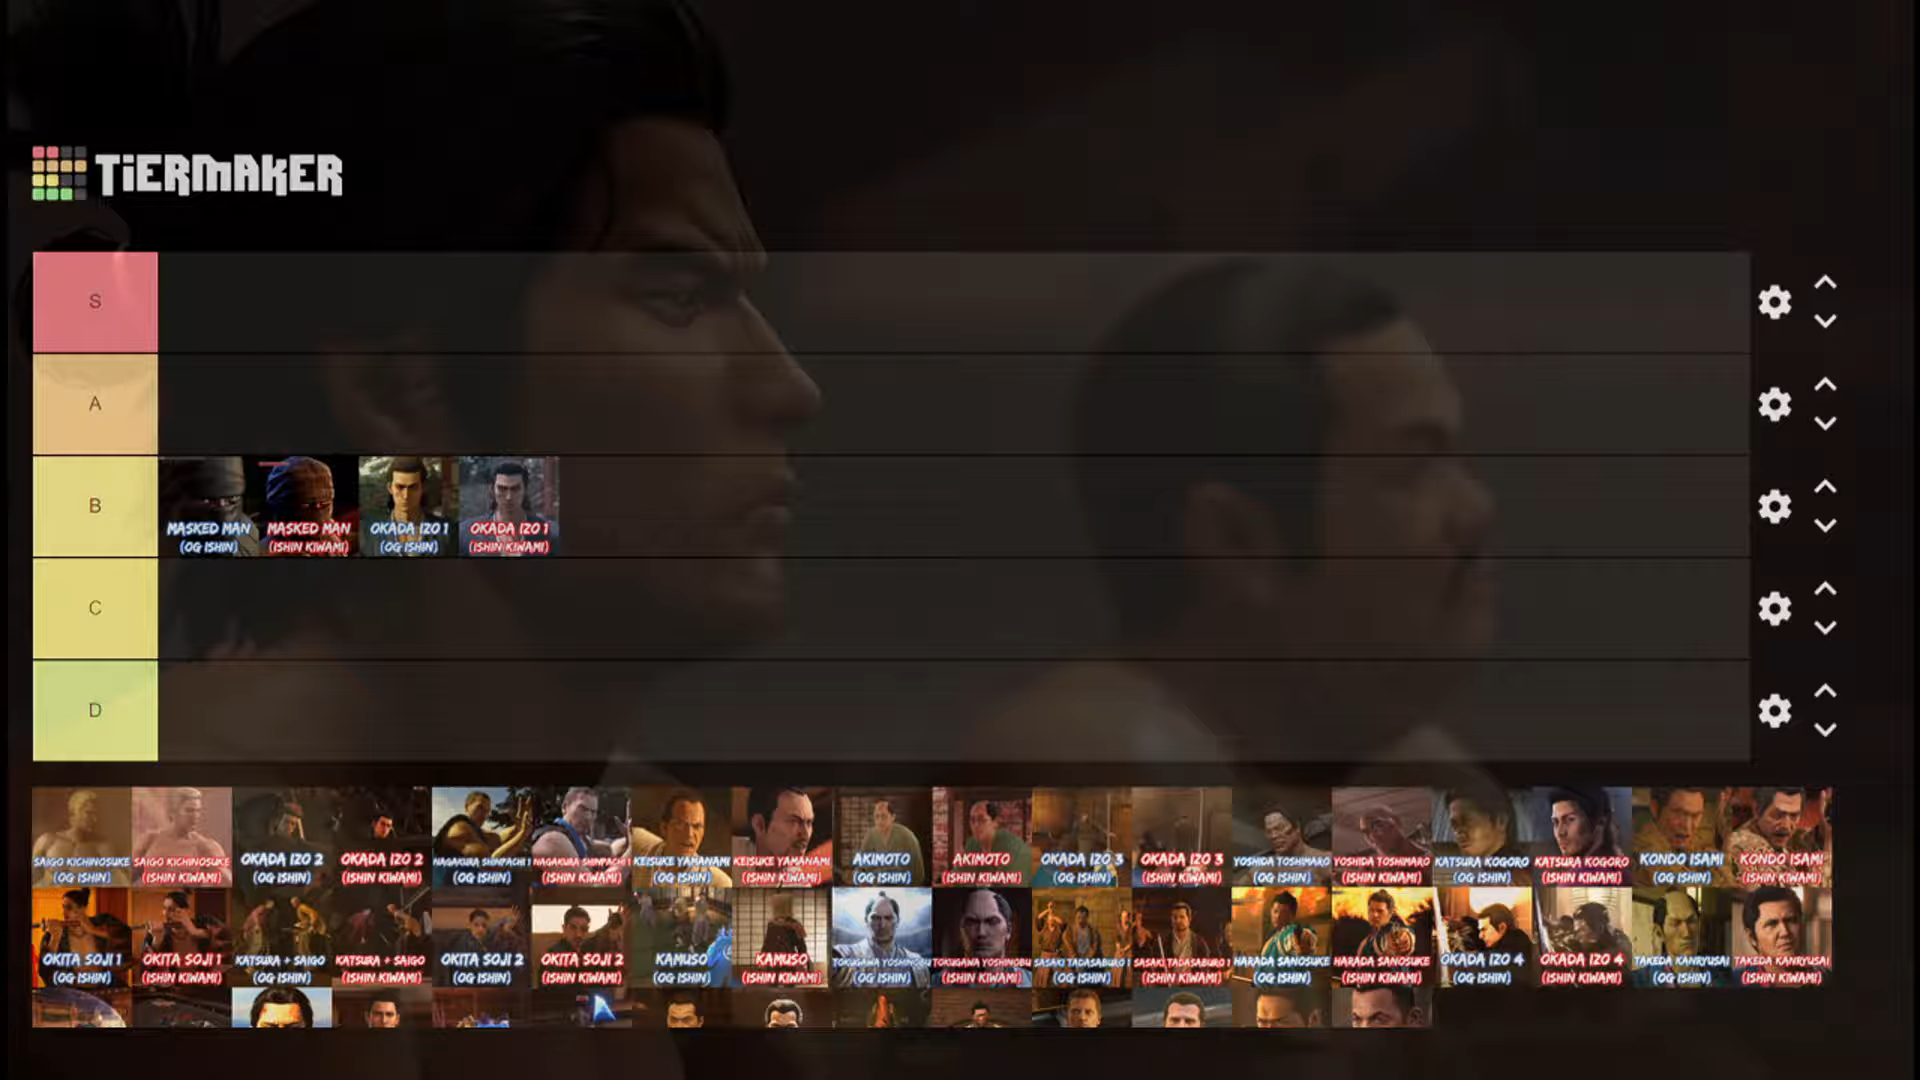 TiERMAKER
S
A
B
MASKED MAN
(OG ISHIN)
MASKED MAN
(ISHIN KIWAMI)
OKADA IZO 1
(OG ISHIN)
OKADA IZO 1
(ISHIN KIWAMI)
C
D
SAIGO KICHINOSUKE
(OG ISHIN)
SAIGO KICHINOSUKE
(ISHIN KIWAMI)
OKADA IZO 2
(OG ISHIN)
OKADA IZO 2
(ISHIN KIWAMI)
NAGAKURA SHINPACHI 1
(OG ISHIN)
NAGAKURA SHINPACHI 1
(ISHIN KIWAMI)
KEISUKE YAMANAMI
(OG ISHIN)
KEISUKE YAMANAMI
(ISHIN KIWAMI)
AKIMOTO
(OG ISHIN)
AKIMOTO
(ISHIN KIWAMI)
OKADA IZO 3
(OG ISHIN)
OKADA IZO 3
(ISHIN KIWAMI)
YOSHIDA TOSHIMARO
(OG ISHIN)
YOSHIDA TOSHIMARO
(ISHIN KIWAMI)
KATSURA KOGORO
(OG ISHIN)
KATSURA KOGORO
(ISHIN KIWAMI)
KONDO ISAMI
(OG ISHIN)
KONDO ISAMI
(ISHIN KIWAMI)
OKITA SOJI 1
(OG ISHIN)
OKITA SOJI 1
(ISHIN KIWAMI)
KATSURA + SAIGO
(OG ISHIN)
KATSURA + SAIGO
(ISHIN KIWAMI)
OKITA SOJI 2
(OG ISHIN)
OKITA SOJI 2
(ISHIN KIWAMI)
KAMUSO
(OG ISHIN)
KAMUSO
(ISHIN KIWAMI)
TOKUGAWA YOSHINOBU
(OG ISHIN)
TOKUGAWA YOSHINOBU
(ISHIN KIWAMI)
SASAKI TADASABURO 1
(OG ISHIN)
SASAKI TADASABURO 1
(ISHIN KIWAMI)
HARADA SANOSUKE
(OG ISHIN)
HARADA SANOSUKE
(ISHIN KIWAMI)
OKADA IZO 4
(OG ISHIN)
OKADA IZO 4
(ISHIN KIWAMI)
TAKEDA KANRYUSAI
(OG ISHIN)
TAKEDA KANRYUSAI
(ISHIN KIWAMI)